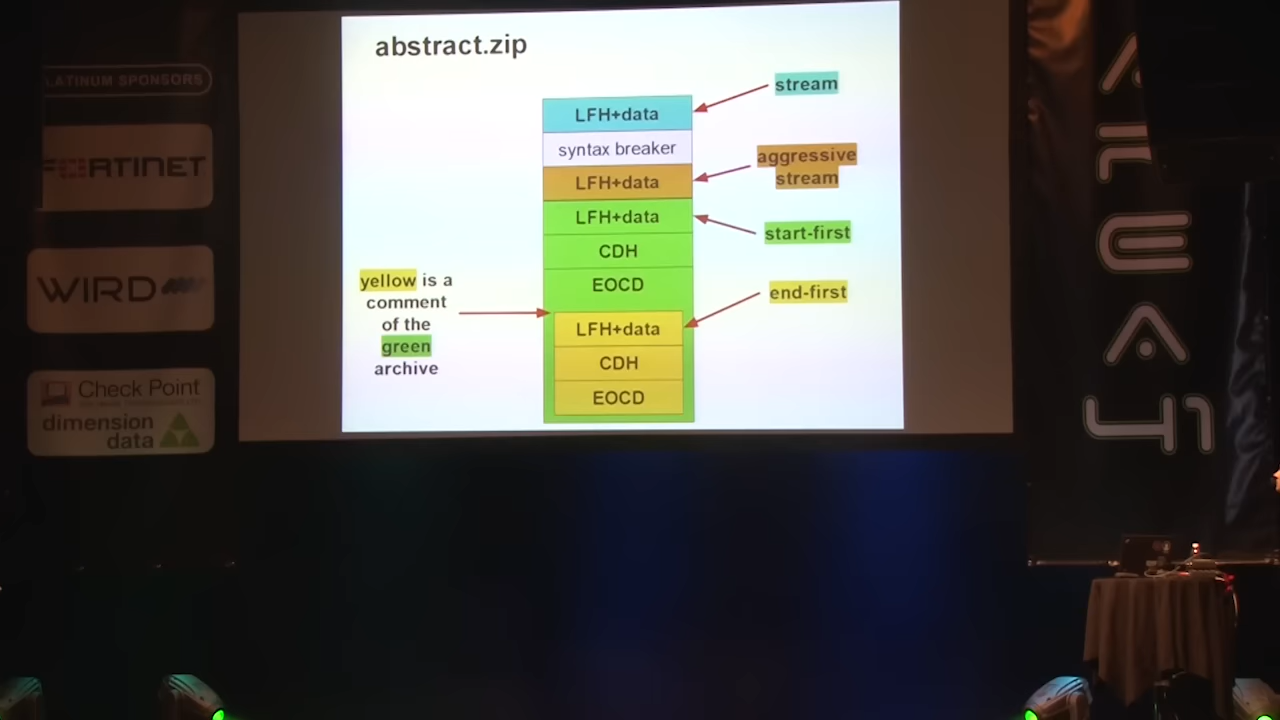 abstract.zip
LATINUM SPONSORS
FORTINET
WIRD
Check Point
dimension
data
LFH+data
syntax breaker
LFH+data
LFH+data
CDH
EOCD
LFH+data
CDH
EOCD
stream
aggressive
stream
start-first
end-first
yellow is a
comment
of the
green
archive